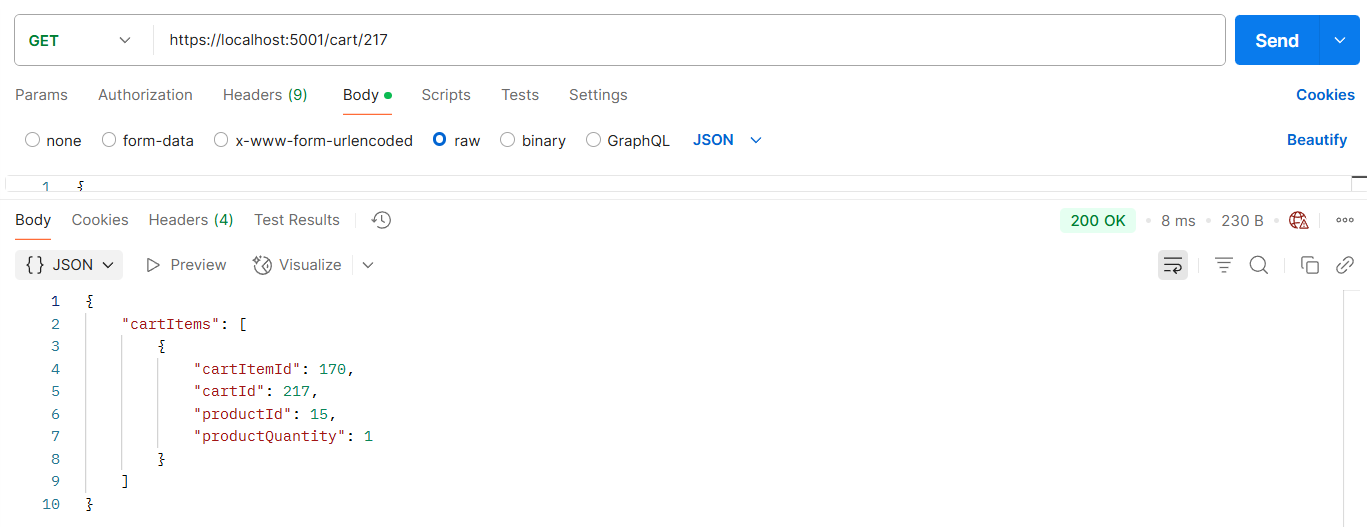 GET https://localhost:5001/cart/217 Send
Params Authorization Headers (9) Body Scripts Tests Settings Cookies
none form-data x-www-form-urlencoded raw binary GraphQL JSON Beautify
1 {
Body Cookies Headers (4) Test Results 200 OK 8 ms 230 B
{} JSON Preview Visualize
1 {
2 "cartItems": [
3 {
4 "cartItemId": 170,
5 "cartId": 217,
6 "productId": 15,
7 "productQuantity": 1
8 }
9 ]
10 }